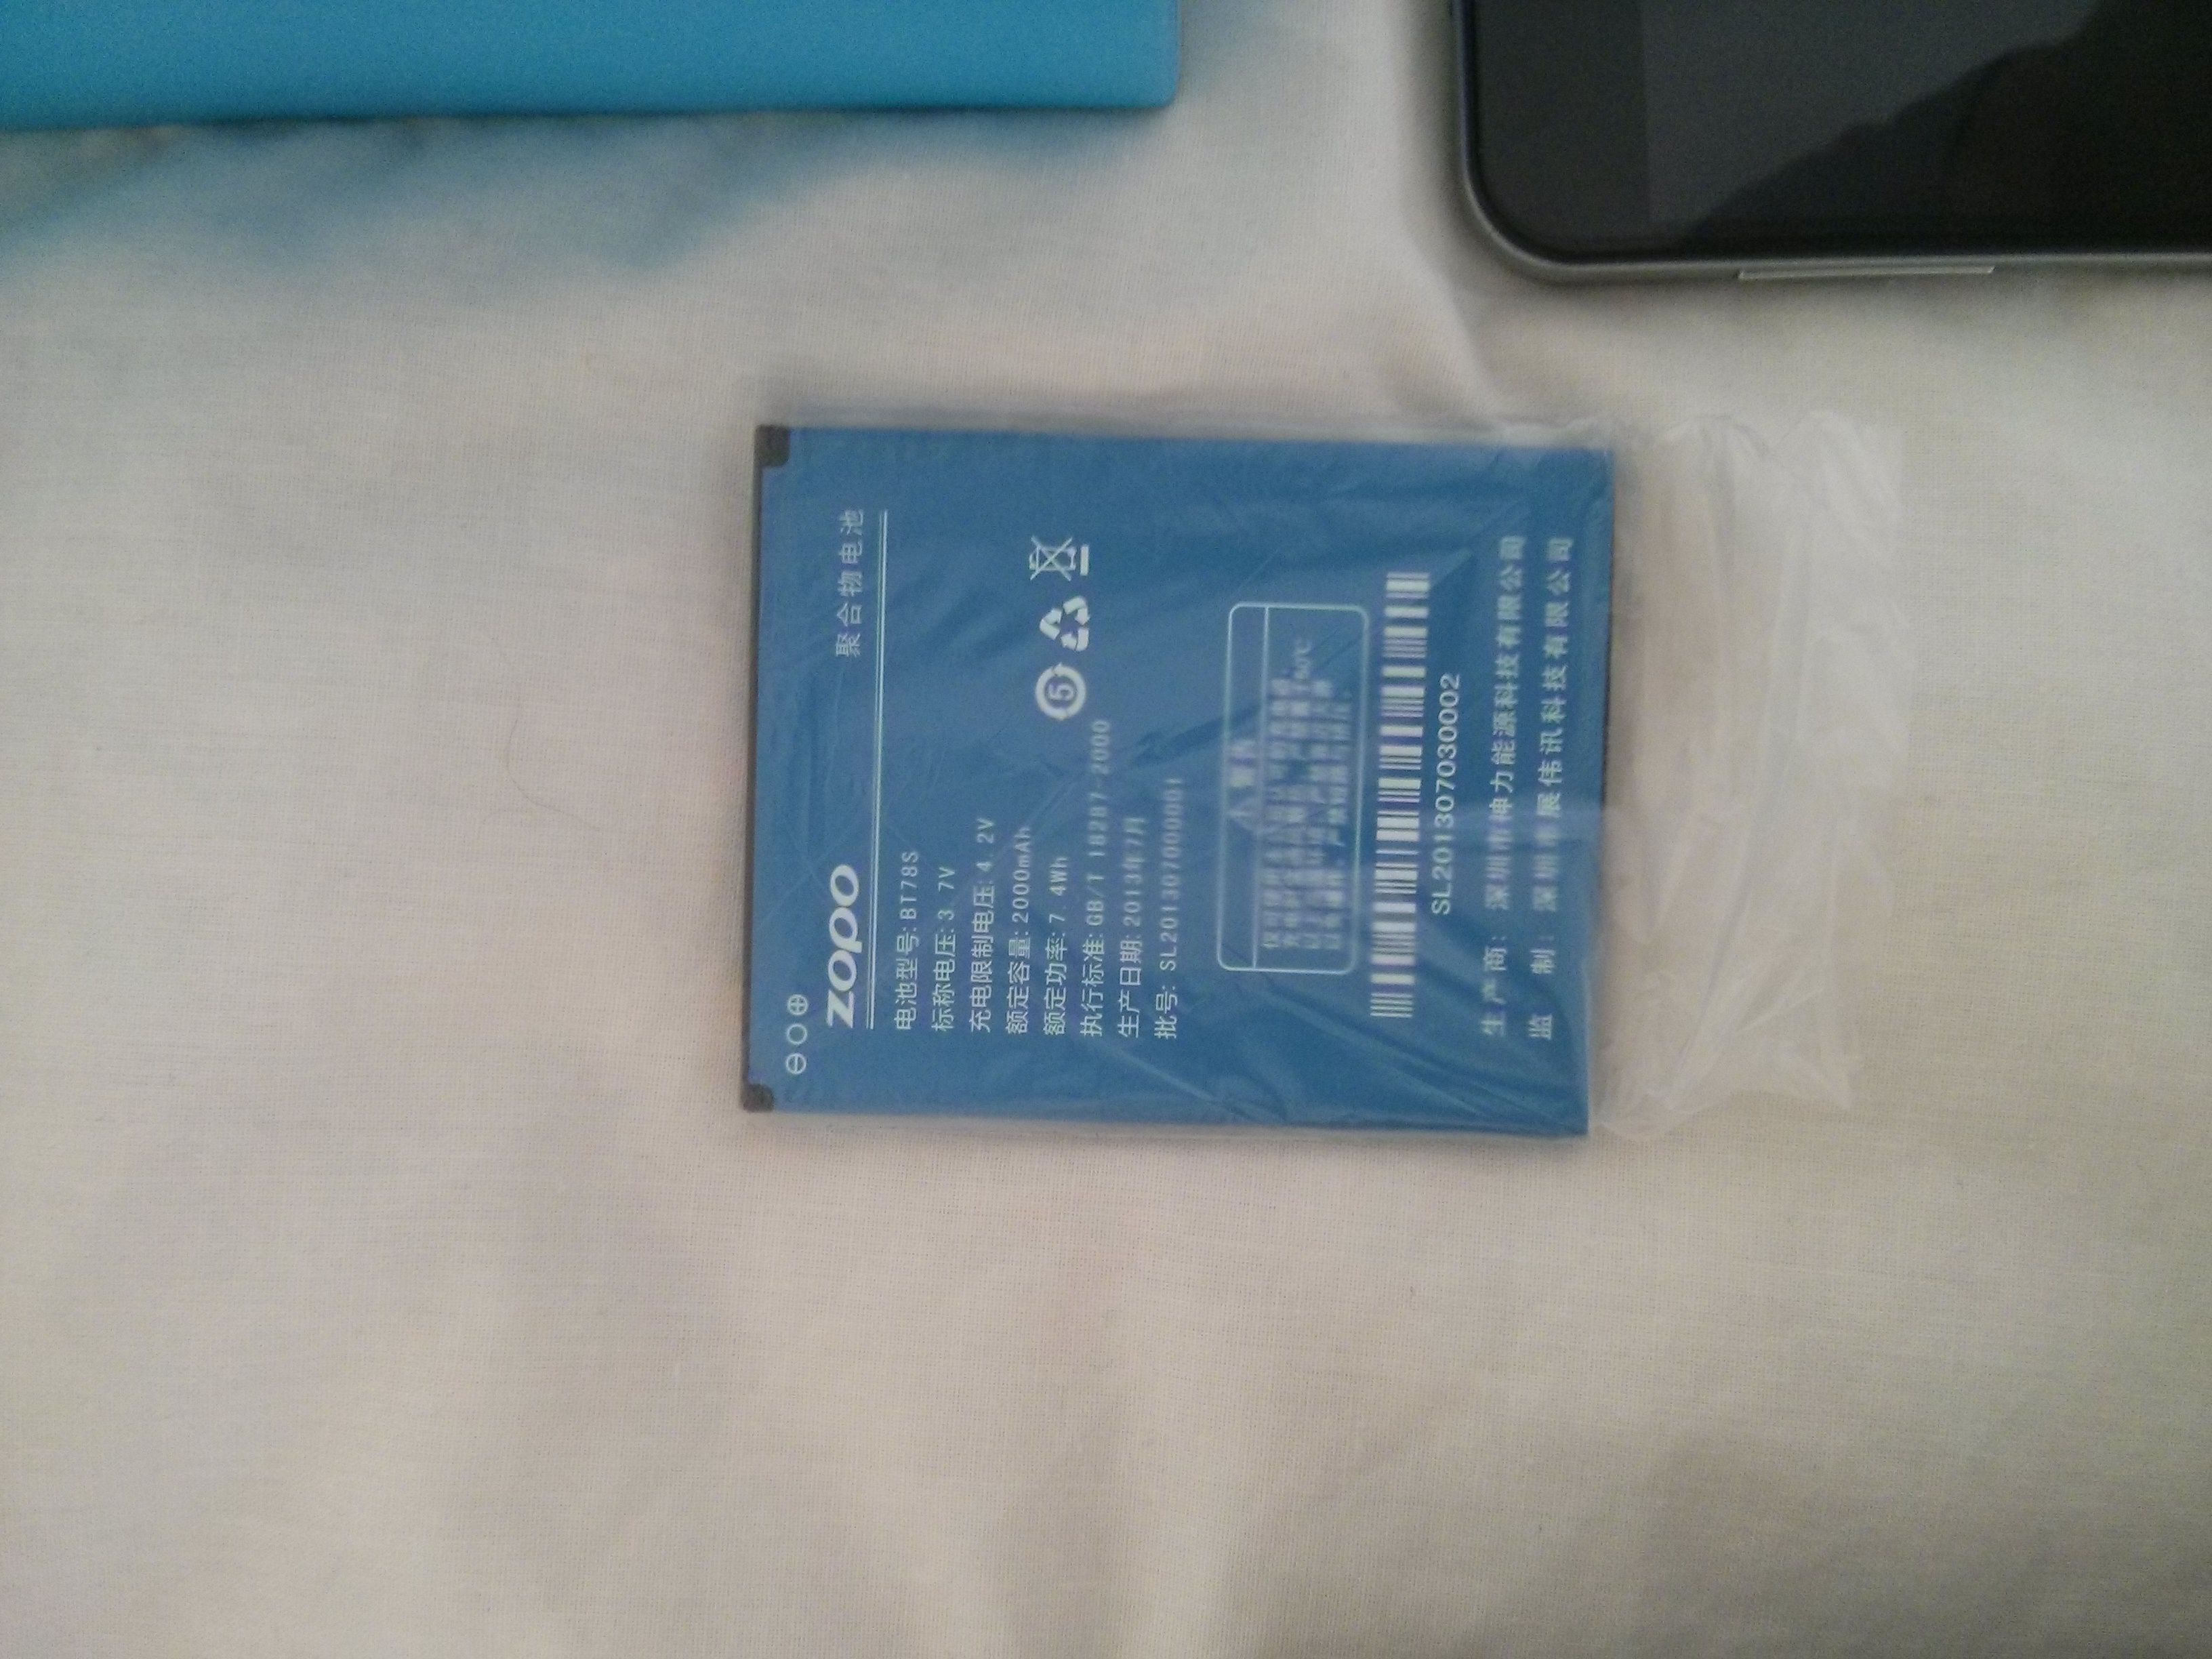 zopo
聚合物电池
电池型号: BT78S
标称电压: 3.7V
充电限制电压: 4.2V
额定容量: 2000mAh
额定功率: 7.4Wh
执行标准: GB/T 18287-2000
生产日期: 2013年7月
批号: SL20130700000I
5
SL201307030002
生产商: 深圳市申力能源科技有限公司
监 制: 深圳市展伟讯科技有限公司